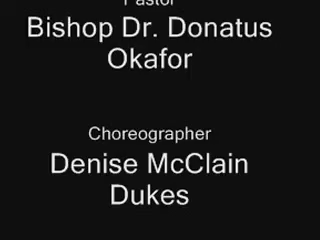 Pastor
Bishop Dr. Donatus
Okafor
Choreographer
Denise McClain
Dukes